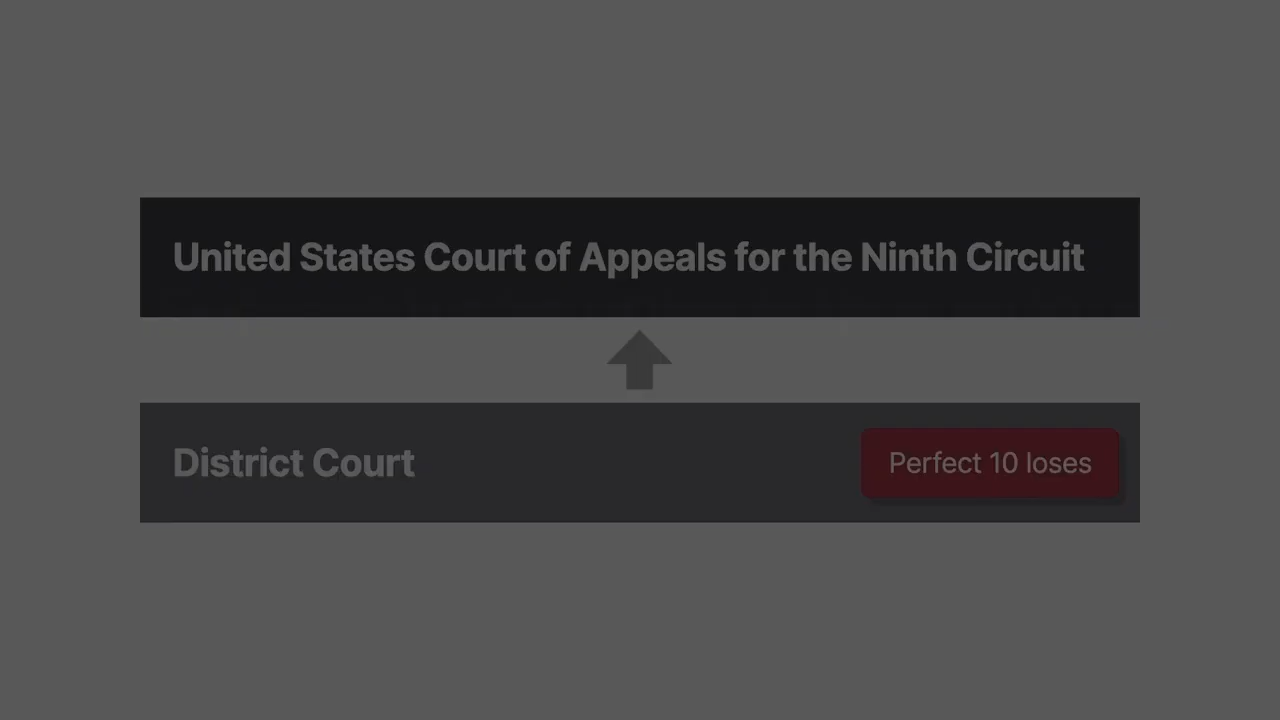 United States Court of Appeals for the Ninth Circuit
District Court
Perfect 10 loses